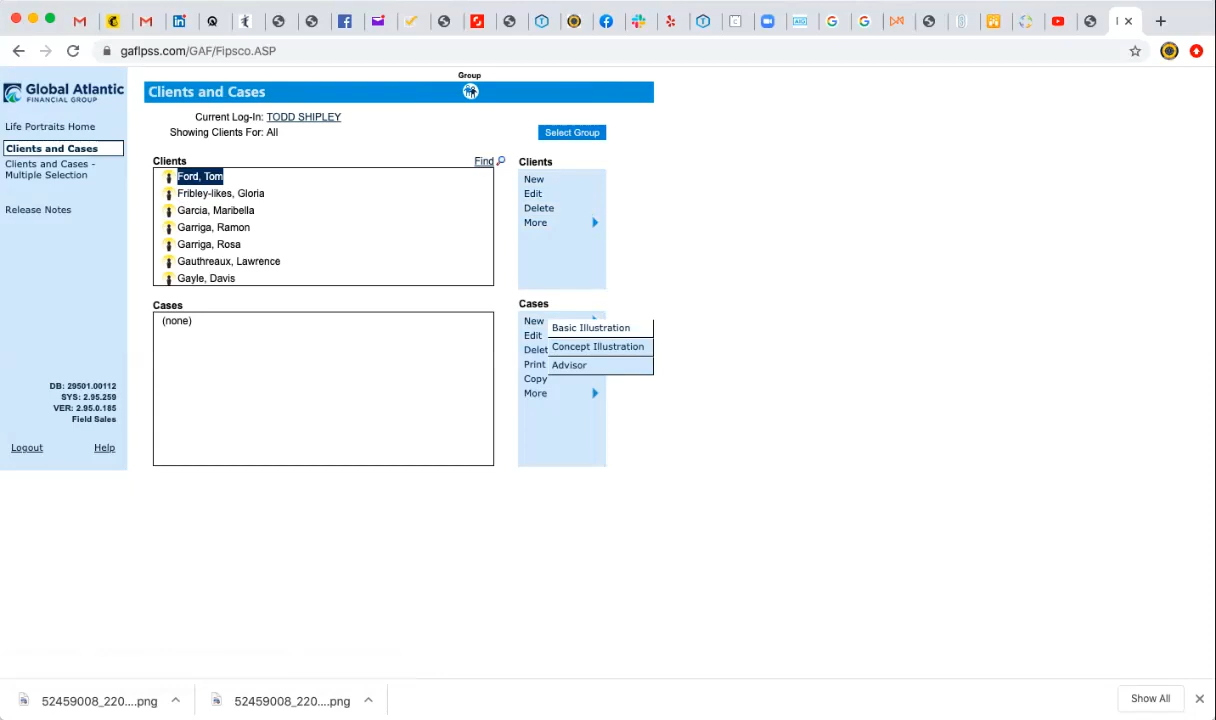 gaflpss.com/GAF/Fipsco.ASP
Global Atlantic
FINANCIAL GROUP
Life Portraits Home
Clients and Cases
Clients and Cases -
Multiple Selection
Release Notes
DB: 29501.00112
SYS: 2.95.259
VER: 2.95.0.185
Field Sales
Logout Help
Group
Clients and Cases
Current Log-In: TODD SHIPLEY
Showing Clients For: All
Select Group
Clients Find
Ford, Tom
Fribley-likes, Gloria
Garcia, Maribella
Garriga, Ramon
Garriga, Rosa
Gauthreaux, Lawrence
Gayle, Davis
Clients
New
Edit
Delete
More
Cases
(none)
Cases
New
Edit
Delet
Print
Copy
More
Basic Illustration
Concept Illustration
Advisor
52459008_220....png
52459008_220....png
Show All